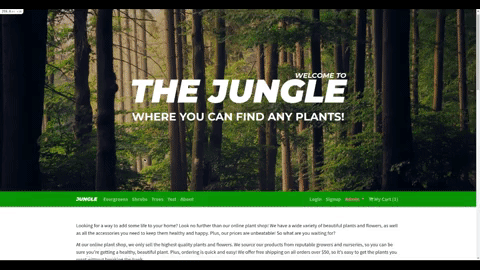 WELCOME TO
THE JUNGLE
WHERE YOU CAN FIND ANY PLANTS!
JUNGLE Evergreens Shrubs Trees About
Login Signup Admin My Cart (3)
Looking for a way to add some life to your home? Look no further than our online plant shop! We have a wide variety of beautiful plants and flowers, as well
as all the accessories you need to keep them healthy and happy. Plus, our prices are unbeatable! So what are you waiting for?
At our online plant shop, we only sell the highest quality plants and flowers. We source our products from reputable growers and nurseries, so you can be
sure you're getting a healthy, beautiful plant. Plus, ordering is quick and easy! We offer free shipping on all orders over $50, so it's easy to get the plants you